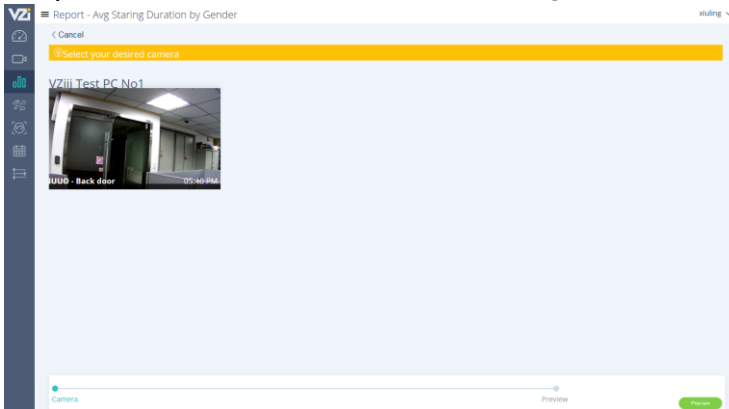 VZi
Report - Avg Staring Duration by Gender
xiuling
< Cancel
Select your desired camera
VZiii Test PC No1
IUUO - Back door
05:40 PM
Camera
Preview
Preview